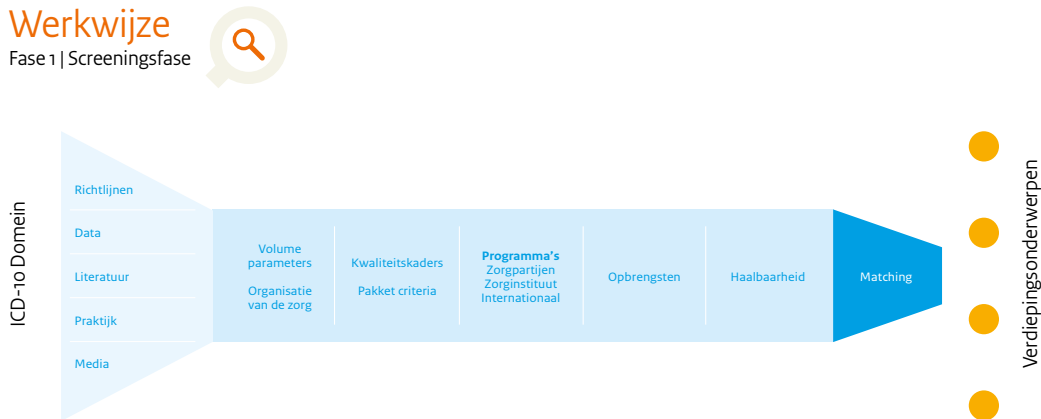 Werkwijze
Fase 1 | Screeningsfase
ICD-10 Domein
Richtlijnen
Data
Literatuur
Praktijk
Media
Volume
parameters
Organisatie
van de zorg
Kwaliteitskaders
Pakket criteria
Programma's
Zorgpartijen
Zorginstituut
Internationaal
Opbrengsten
Haalbaarheid
Matching
Verdiepingsonderwerpen